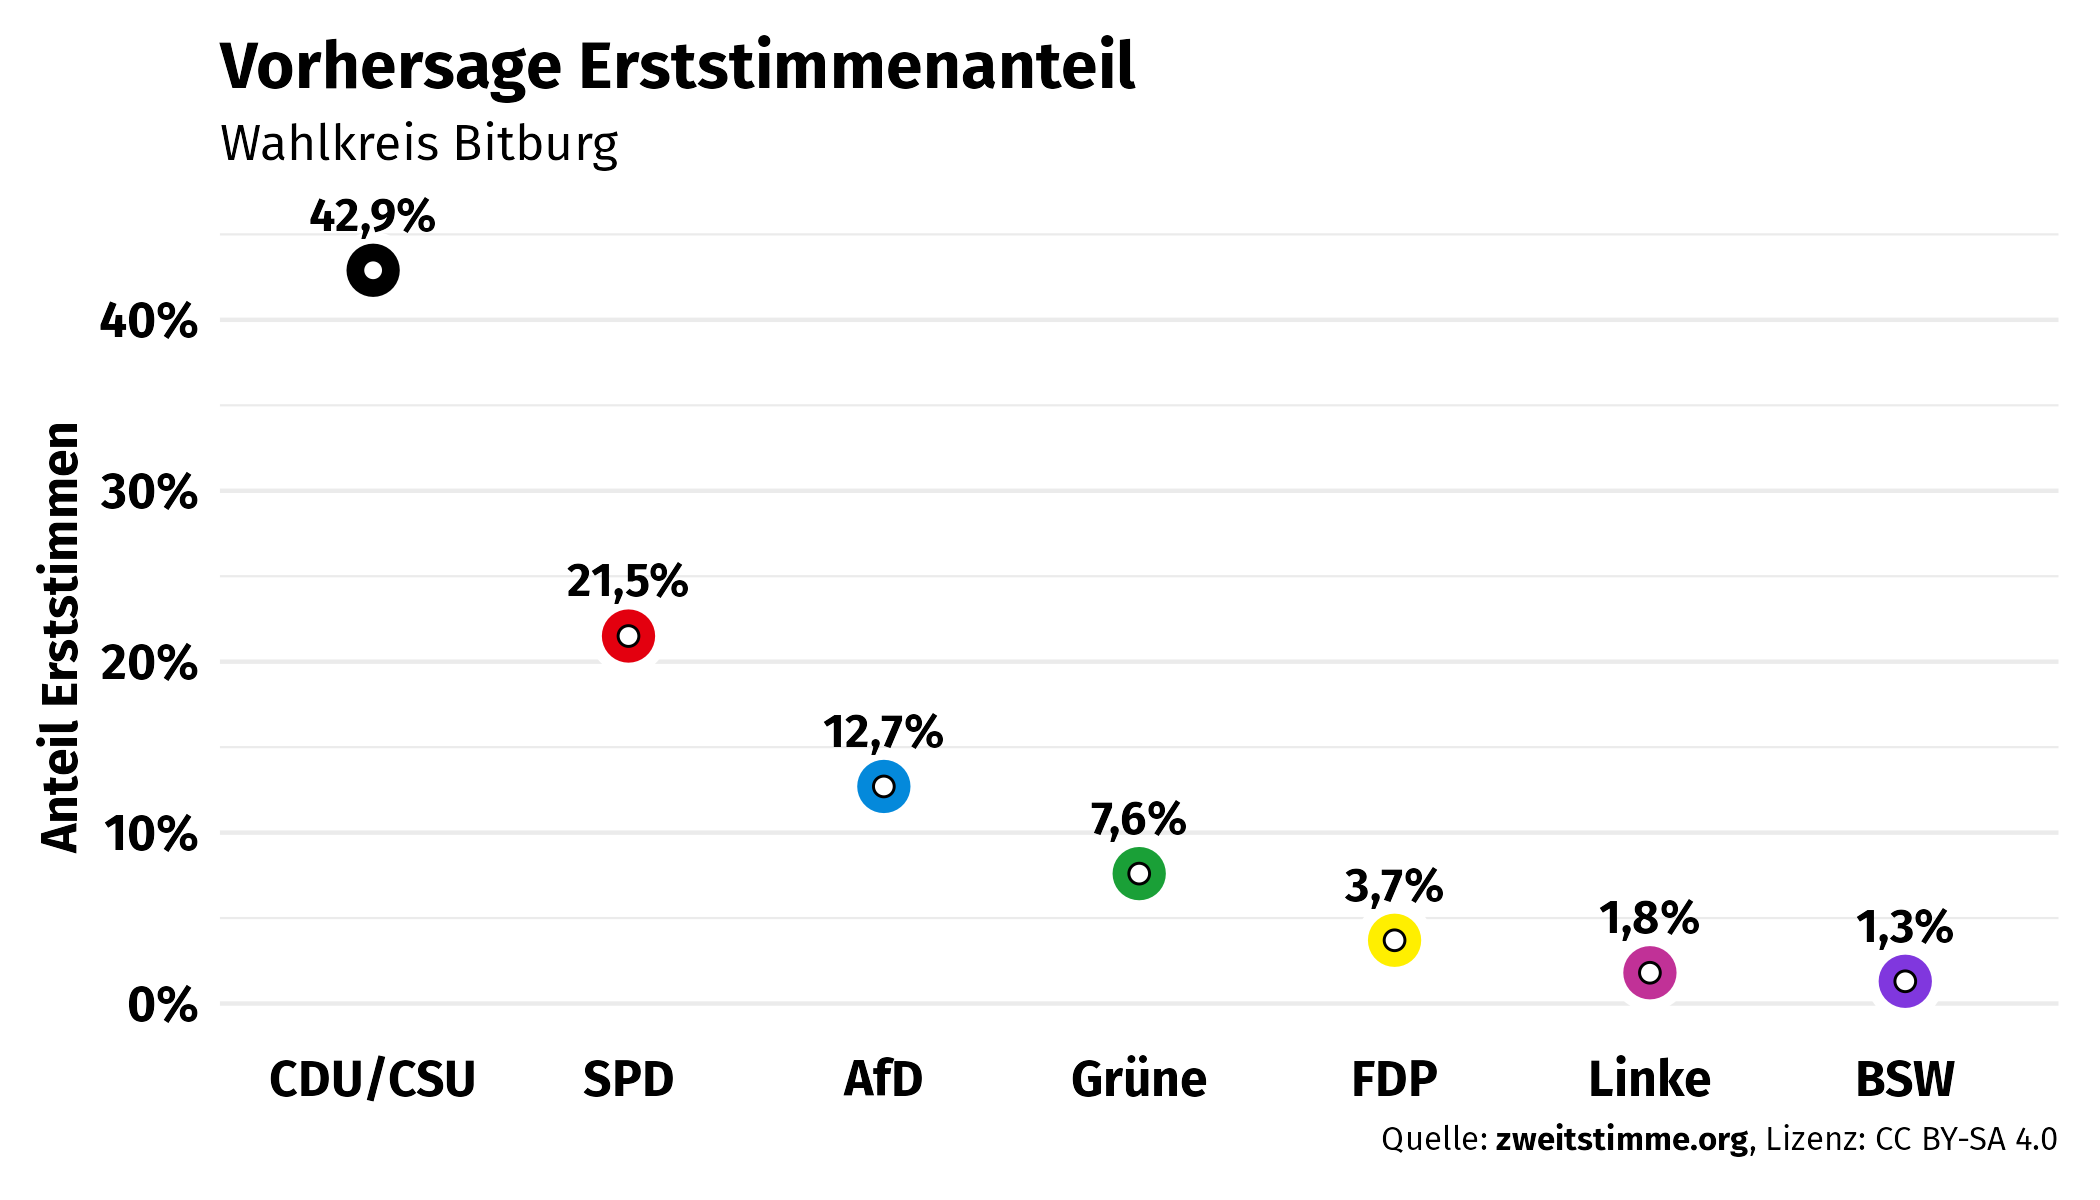 Vorhersage Erststimmenanteil
Wahlkreis Bitburg
42,9%
40%
30%
21,5%
20%
12,7%
7,6%
10%
3,7%
1,8%
1,3%
0%
Anteil Erststimmen
CDU/CSU SPD AfD Grüne FDP Linke BSW
Quelle: zweitstimme.org, Lizenz: CC BY-SA 4.0